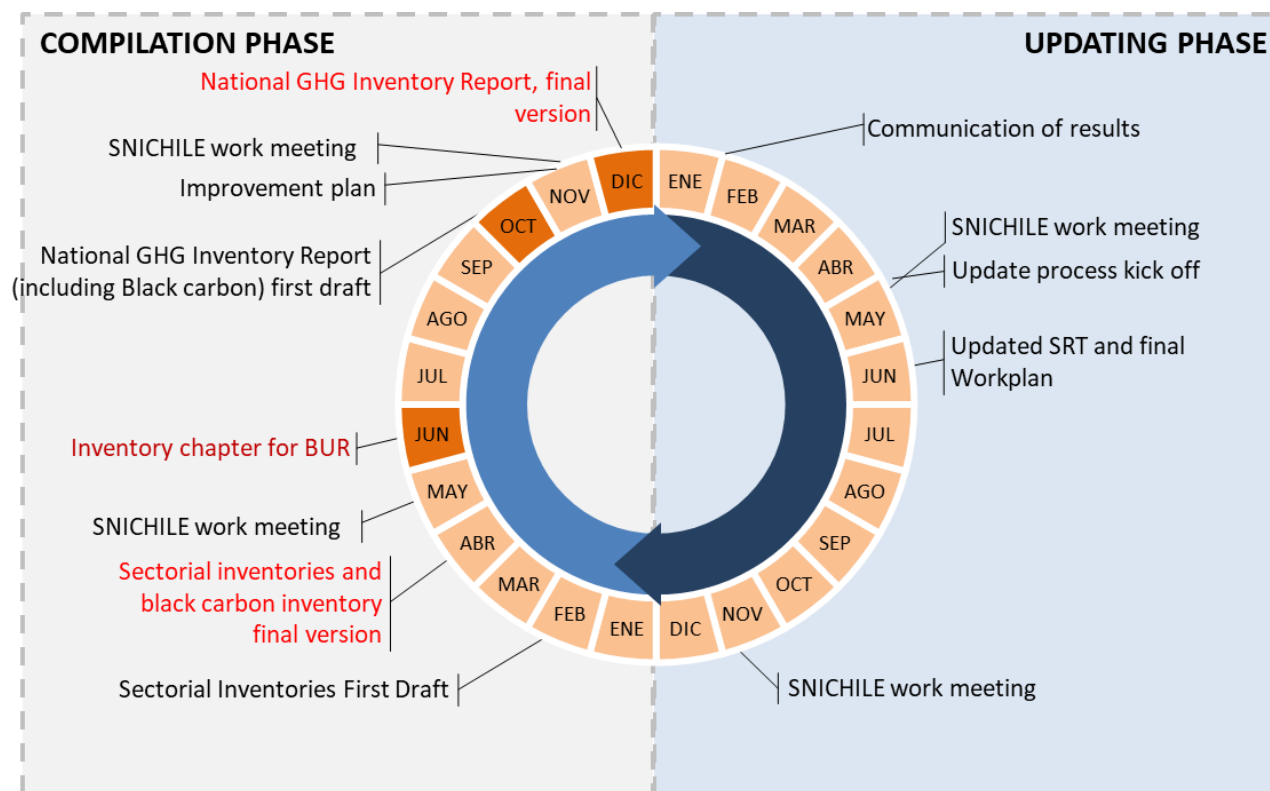 COMPILATION PHASE
UPDATING PHASE
National GHG Inventory Report, final
version
SNICHILE work meeting
Improvement plan
National GHG Inventory Report
(including Black carbon) first draft
Inventory chapter for BUR
SNICHILE work meeting
Sectorial inventories and
black carbon inventory
final version
Sectorial Inventories First Draft
Communication of results
SNICHILE work meeting
Update process kick off
Updated SRT and final
Workplan
SNICHILE work meeting
ENE
FEB
MAR
ABR
MAY
JUN
JUL
AGO
SEP
OCT
NOV
DIC
ENE
FEB
MAR
ABR
MAY
JUN
JUL
AGO
SEP
OCT
NOV
DIC